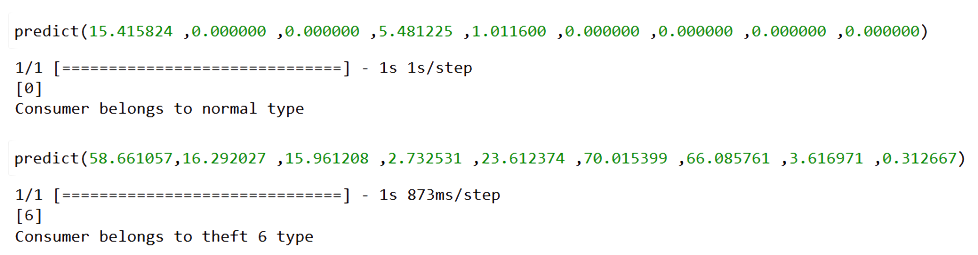 predict(15.415824 ,0.000000 ,0.000000 ,5.481225 ,1.011600 ,0.000000 ,0.000000 ,0.000000 ,0.000000)
1/1 [==============================] - 1s 1s/step
[0]
Consumer belongs to normal type
predict(58.661057,16.292027 ,15.961208 ,2.732531 ,23.612374 ,70.015399 ,66.085761 ,3.616971 ,0.312667)
1/1 [==============================] - 1s 873ms/step
[6]
Consumer belongs to theft 6 type